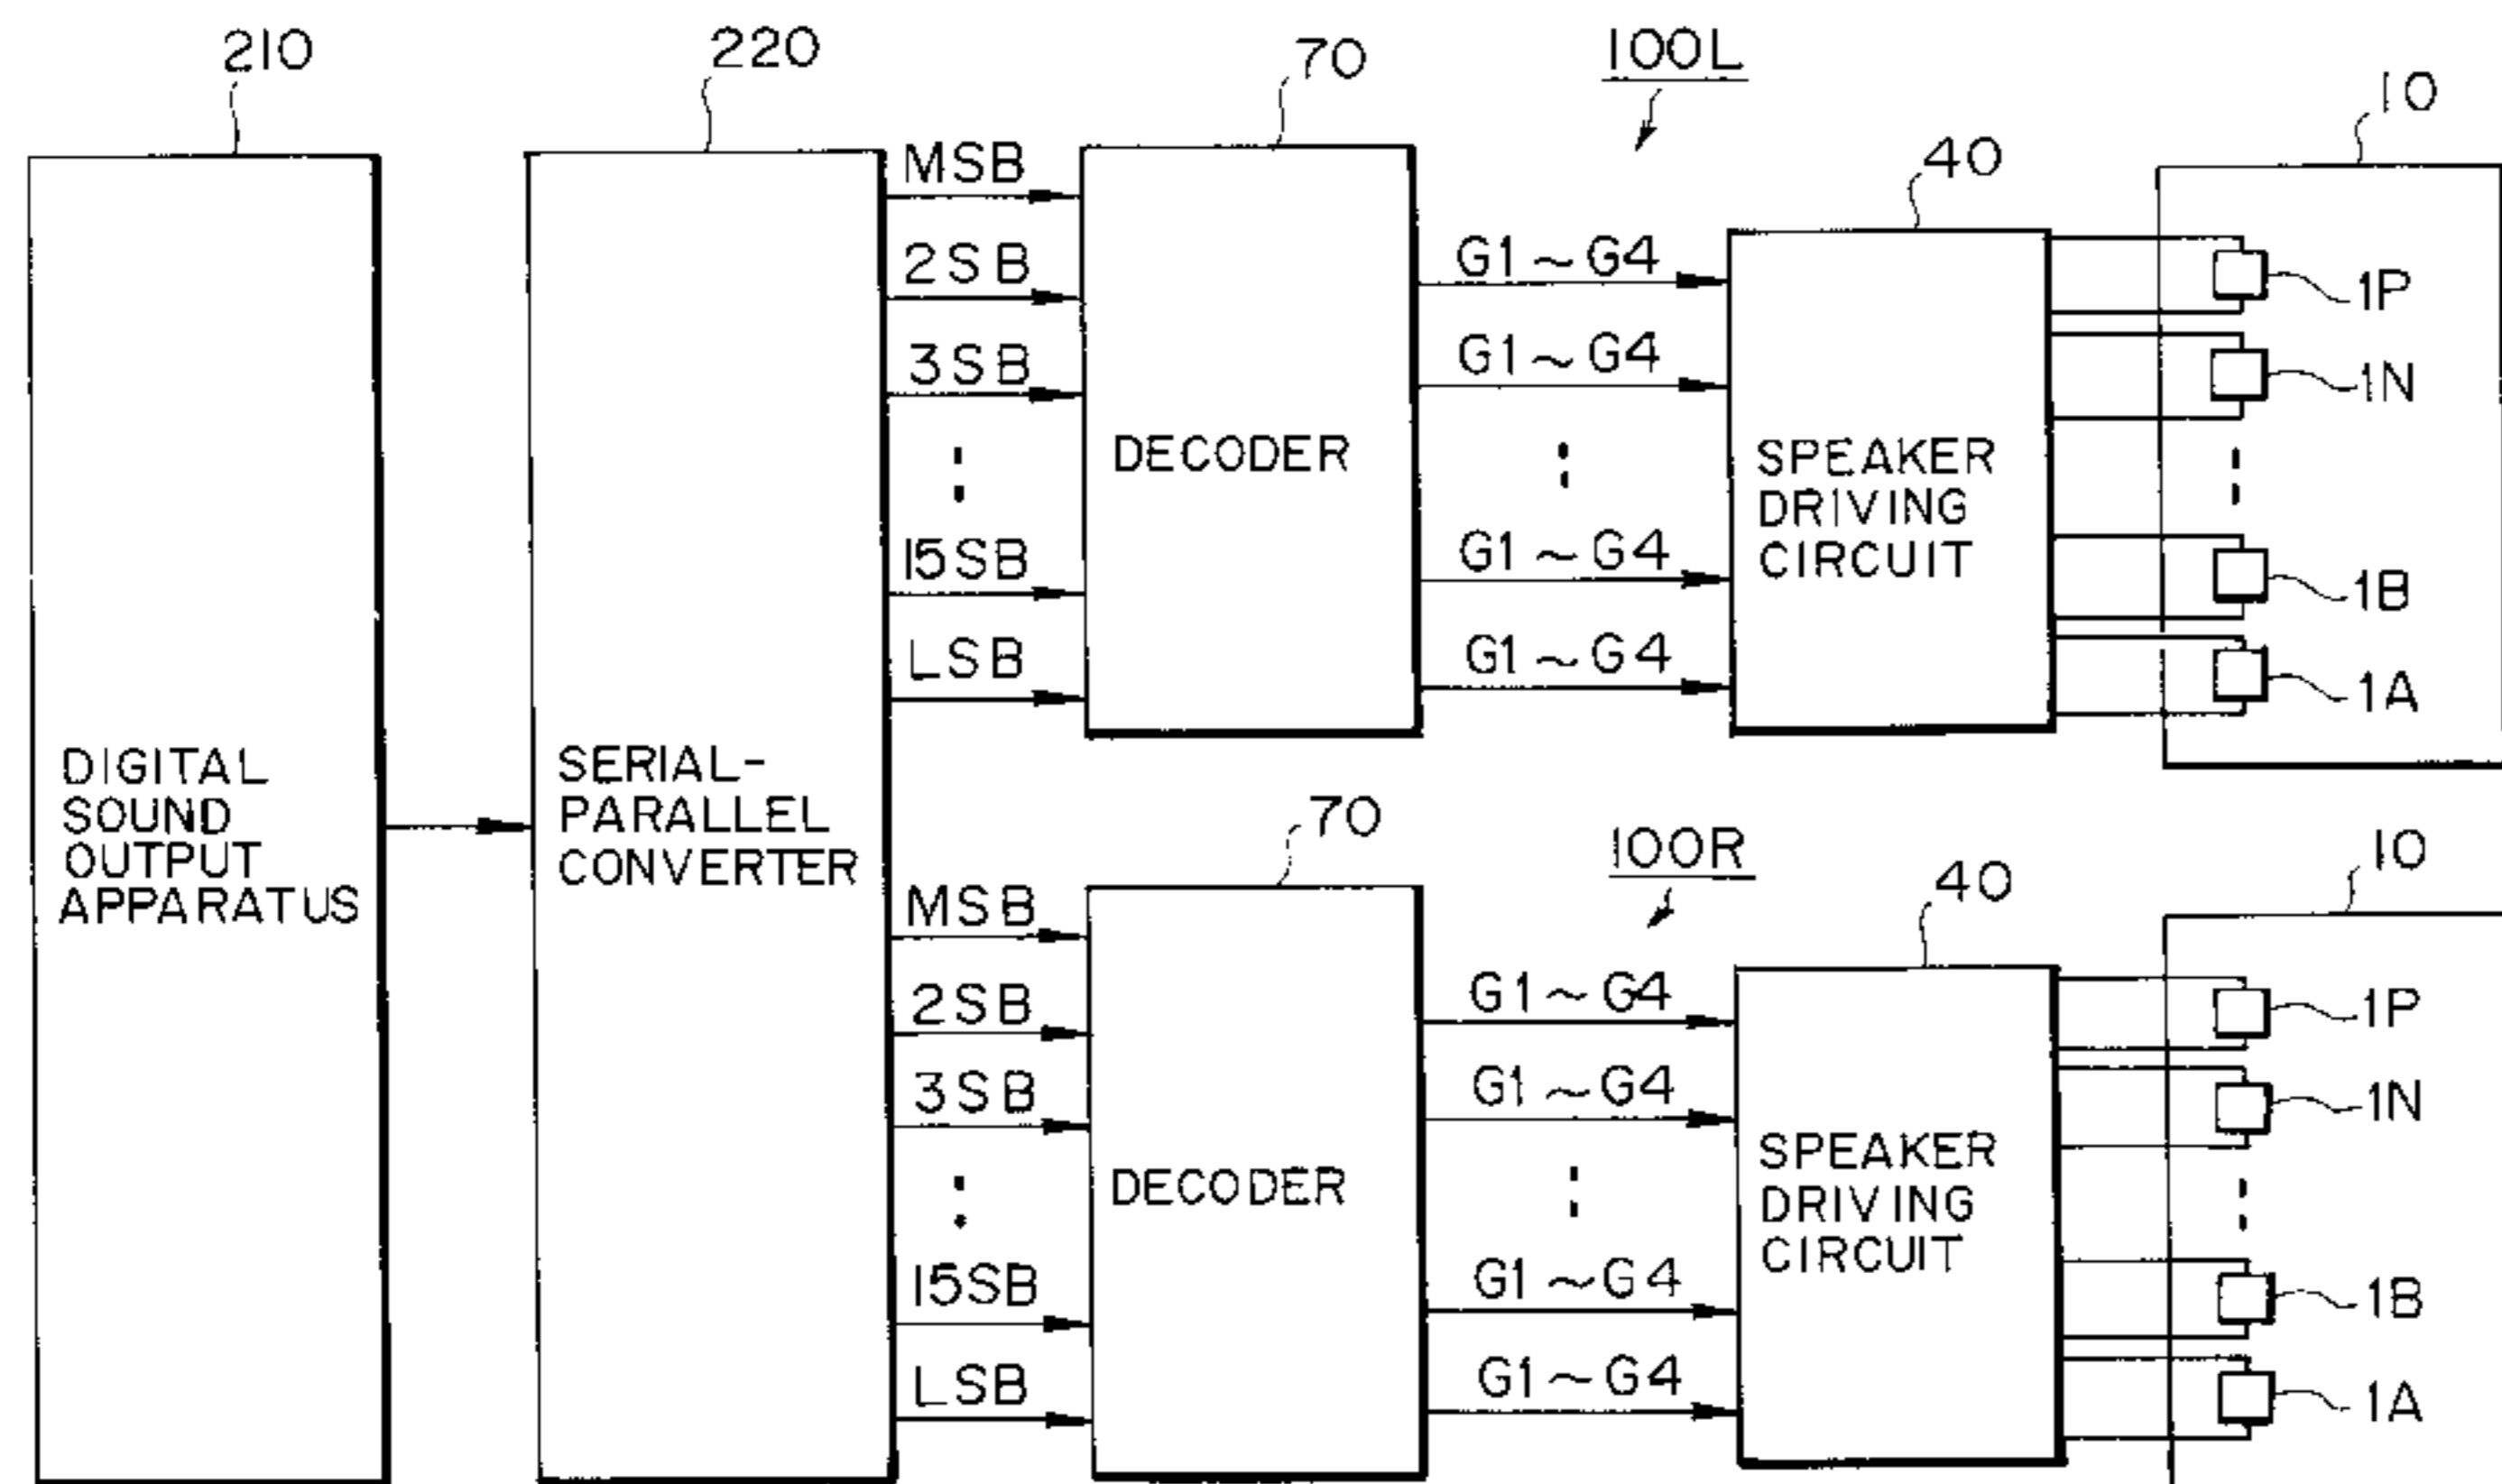 210
220
70
100L
10
40
MSB
2SB
3SB
15SB
LSB
DECODER
G1~G4
G1~G4
G1~G4
G1~G4
SPEAKER
DRIVING
CIRCUIT
1P
1N
1B
1A
DIGITAL
SOUND
OUTPUT
APPARATUS
SERIAL-
PARALLEL
CONVERTER
70
100R
10
40
MSB
2SB
3SB
15SB
LSB
DECODER
G1~G4
G1~G4
G1~G4
G1~G4
SPEAKER
DRIVING
CIRCUIT
1P
1N
1B
1A